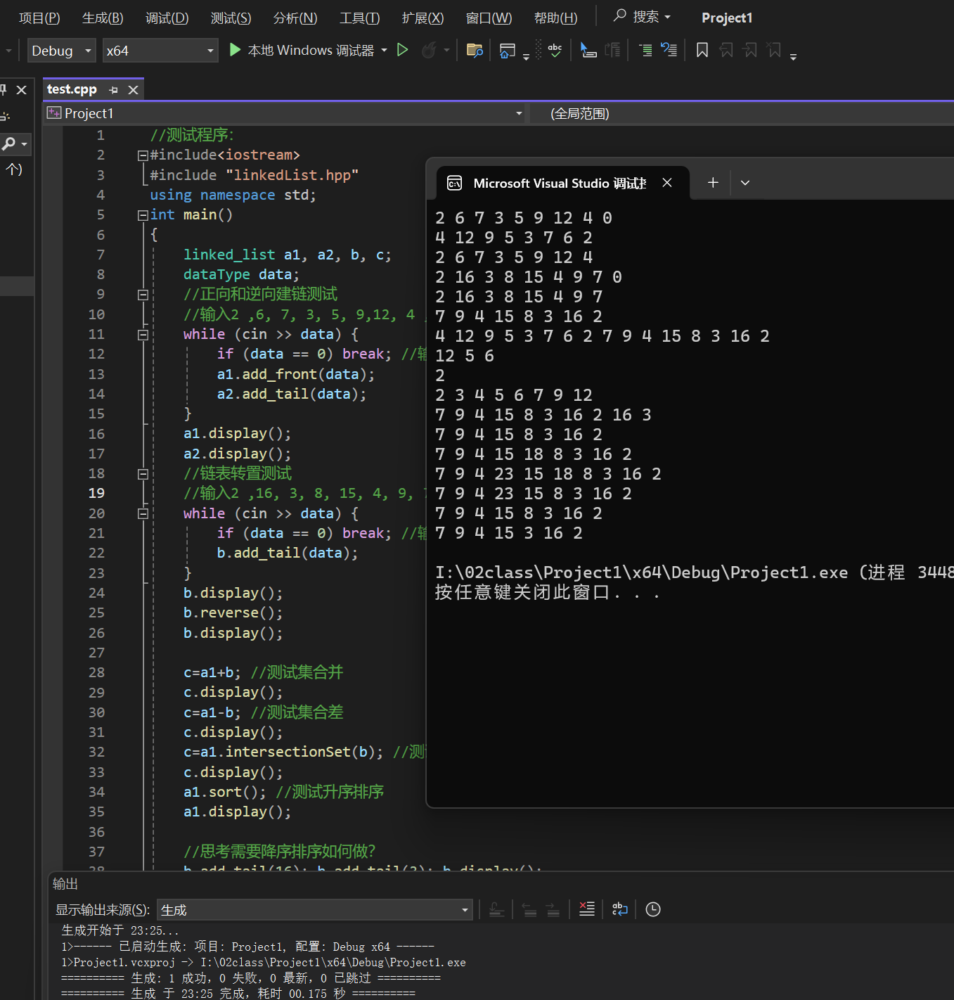 项目(P) 生成(B) 调试(D) 测试(S) 分析(N) 工具(T) 扩展(X) 窗口(W) 帮助(H) 搜索 Project1
Debug x64 本地 Windows 调试器
test.cpp
Project1 (全局范围)
个)
1 //测试程序:
2 #include<iostream>
3 #include "linkedList.hpp"
4 using namespace std;
5 int main()
6 {
7 linked_list a1, a2, b, c;
8 dataType data;
9 //正向和逆向建链测试
10 //输入2 ,6, 7, 3, 5, 9,12, 4 ,
11 while (cin >> data) {
12 if (data == 0) break; //输
13 a1.add_front(data);
14 a2.add_tail(data);
15 }
16 a1.display();
17 a2.display();
18 //链表转置测试
19 //输入2 ,16, 3, 8, 15, 4, 9, 7
20 while (cin >> data) {
21 if (data == 0) break; //输
22 b.add_tail(data);
23 }
24 b.display();
25 b.reverse();
26 b.display();
27
28 c=a1+b; //测试集合并
29 c.display();
30 c=a1-b; //测试集合差
31 c.display();
32 c=a1.intersectionSet(b); //测
33 c.display();
34 a1.sort(); //测试升序排序
35 a1.display();
36
37 //思考需要降序排序如何做?
38 b.add_tail(16); b.add_tail(3); b.display();
Microsoft Visual Studio 调试控
2 6 7 3 5 9 12 4 0
4 12 9 5 3 7 6 2
2 6 7 3 5 9 12 4
2 16 3 8 15 4 9 7 0
2 16 3 8 15 4 9 7
7 9 4 15 8 3 16 2
4 12 9 5 3 7 6 2 7 9 4 15 8 3 16 2
12 5 6
2
2 3 4 5 6 7 9 12
7 9 4 15 8 3 16 2 16 3
7 9 4 15 8 3 16 2
7 9 4 15 18 8 3 16 2
7 9 4 23 15 18 8 3 16 2
7 9 4 23 15 8 3 16 2
7 9 4 15 8 3 16 2
7 9 4 15 3 16 2
I:\02class\Project1\x64\Debug\Project1.exe (进程 3448
按任意键关闭此窗口. . .
输出
显示输出来源(S): 生成
生成开始于 23:25...
1>------ 已启动生成: 项目: Project1, 配置: Debug x64 ------
1>Project1.vcxproj -> I:\02class\Project1\x64\Debug\Project1.exe
========== 生成: 1 成功，0 失败，0 最新，0 已跳过 ==========
========== 生成 于 23:25 完成，耗时 00.175 秒 ==========